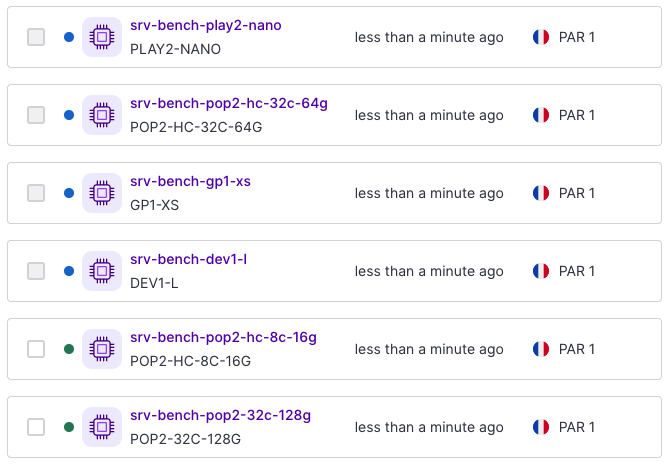 srv-bench-play2-nano
PLAY2-NANO
less than a minute ago
PAR 1
srv-bench-pop2-hc-32c-64g
POP2-HC-32C-64G
less than a minute ago
PAR 1
srv-bench-gp1-xs
GP1-XS
less than a minute ago
PAR 1
srv-bench-dev1-l
DEV1-L
less than a minute ago
PAR 1
srv-bench-pop2-hc-8c-16g
POP2-HC-8C-16G
less than a minute ago
PAR 1
srv-bench-pop2-32c-128g
POP2-32C-128G
less than a minute ago
PAR 1